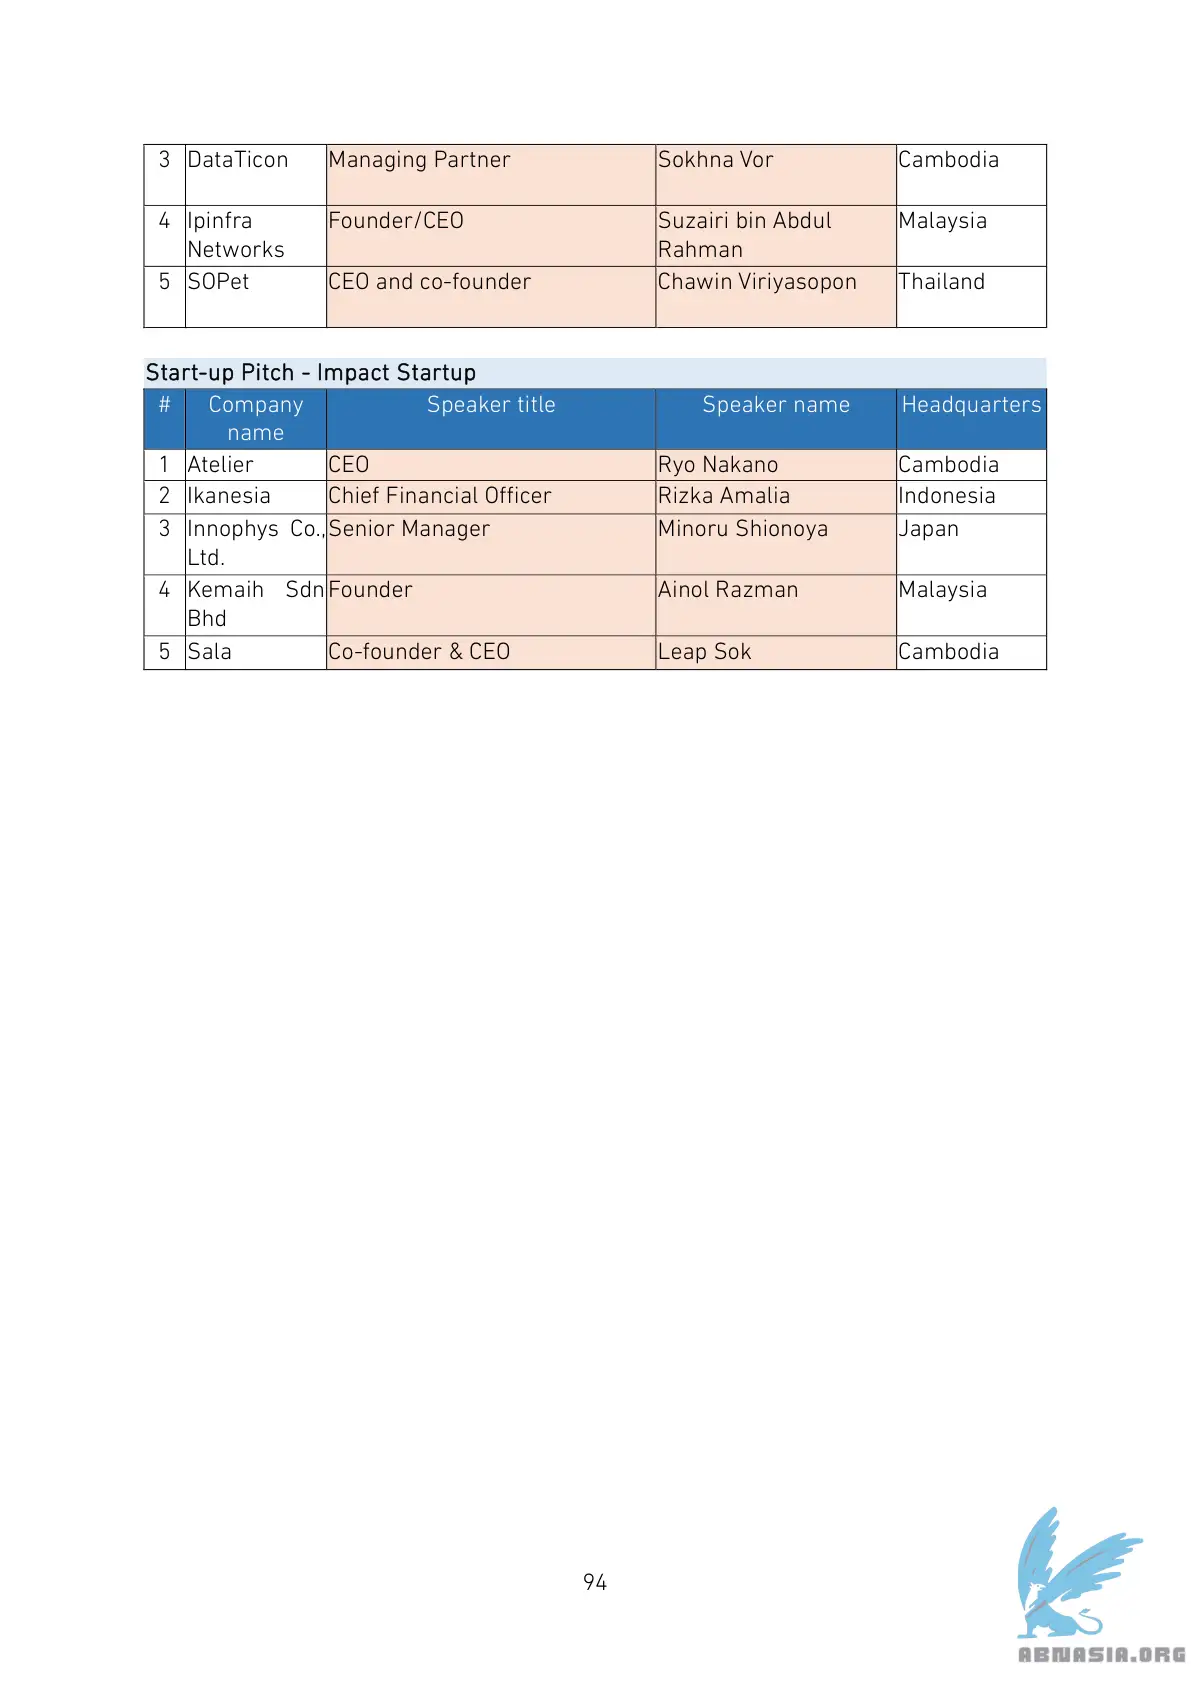 3 DataTicon Managing Partner Sokhna Vor Cambodia
4 Ipinfra Networks Founder/CEO Suzairi bin Abdul Rahman Malaysia
5 SOPet CEO and co-founder Chawin Viriyasopon Thailand
Start-up Pitch - Impact Startup
# Company name Speaker title Speaker name Headquarters
1 Atelier CEO Ryo Nakano Cambodia
2 Ikanesia Chief Financial Officer Rizka Amalia Indonesia
3 Innophys Co., Ltd. Senior Manager Minoru Shionoya Japan
4 Kemaih Sdn Bhd Founder Ainol Razman Malaysia
5 Sala Co-founder & CEO Leap Sok Cambodia
94
ABNASIA.ORG